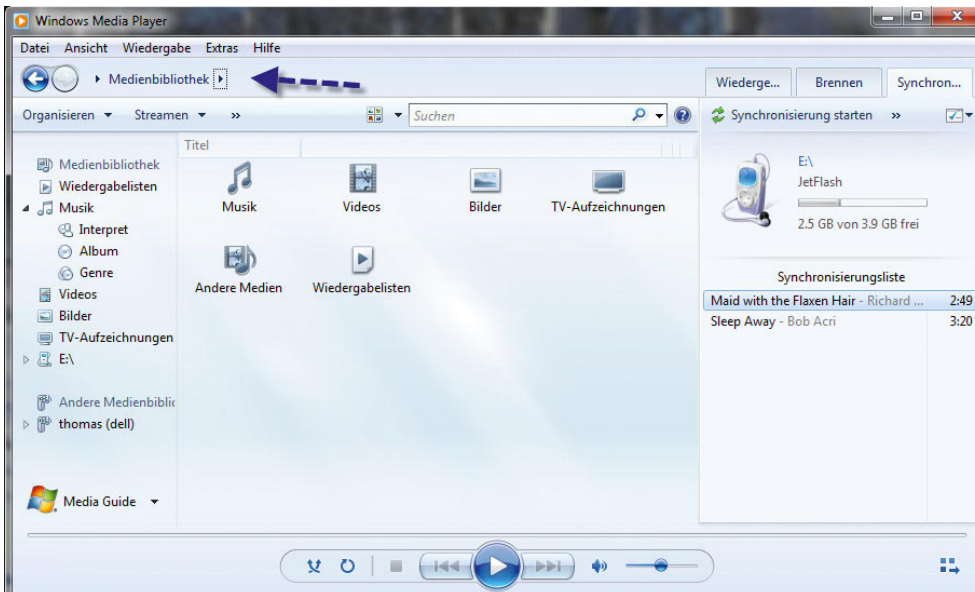 Windows Media Player
Datei Ansicht Wiedergabe Extras Hilfe
Medienbibliothek
Wiederge... Brennen Synchron...
Organisieren Streamen » Suchen
Synchronisierung starten »
Titel
Medienbibliothek
Wiedergabelisten
Musik
Interpret
Album
Genre
Videos
Bilder
TV-Aufzeichnungen
E:\
Andere Medienbiblic
thomas (dell)
Media Guide
Musik Videos Bilder TV-Aufzeichnungen
Andere Medien Wiedergabelisten
E:\
JetFlash
2.5 GB von 3.9 GB frei
Synchronisierungsliste
Maid with the Flaxen Hair - Richard ... 2:49
Sleep Away - Bob Acri 3:20